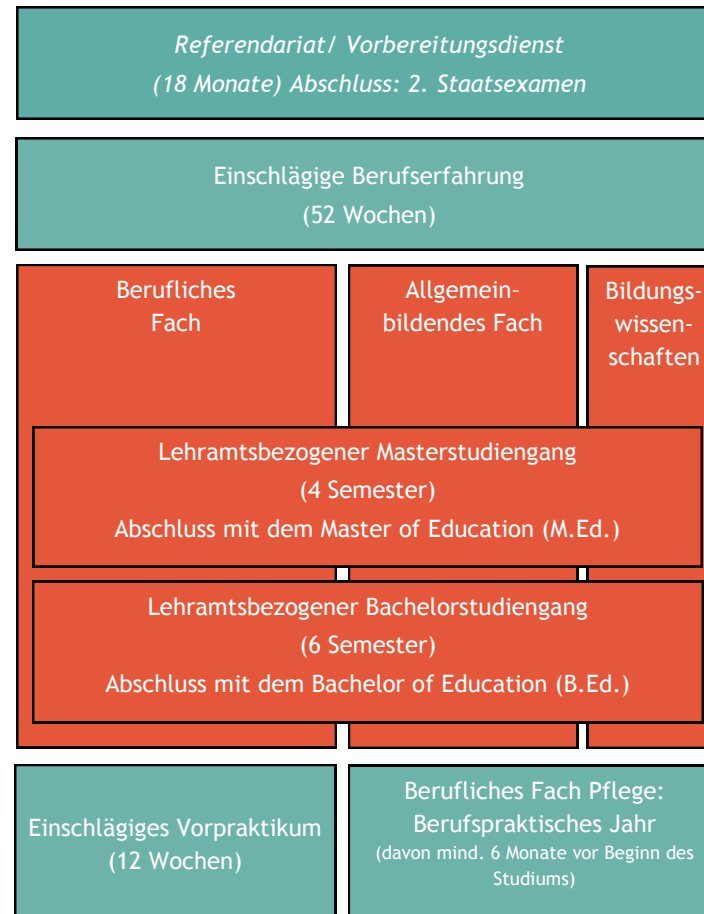 Referendariat/ Vorbereitungsdienst
(18 Monate) Abschluss: 2. Staatsexamen
Einschlägige Berufserfahrung
(52 Wochen)
Berufliches
Fach
Allgemein-
bildendes Fach
Bildungs-
wissen-
schaften
Lehramtsbezogener Masterstudiengang
(4 Semester)
Abschluss mit dem Master of Education (M.Ed.)
Lehramtsbezogener Bachelorstudiengang
(6 Semester)
Abschluss mit dem Bachelor of Education (B.Ed.)
Einschlägiges Vorpraktikum
(12 Wochen)
Berufliches Fach Pflege:
Berufspraktisches Jahr
(davon mind. 6 Monate vor Beginn des
Studiums)